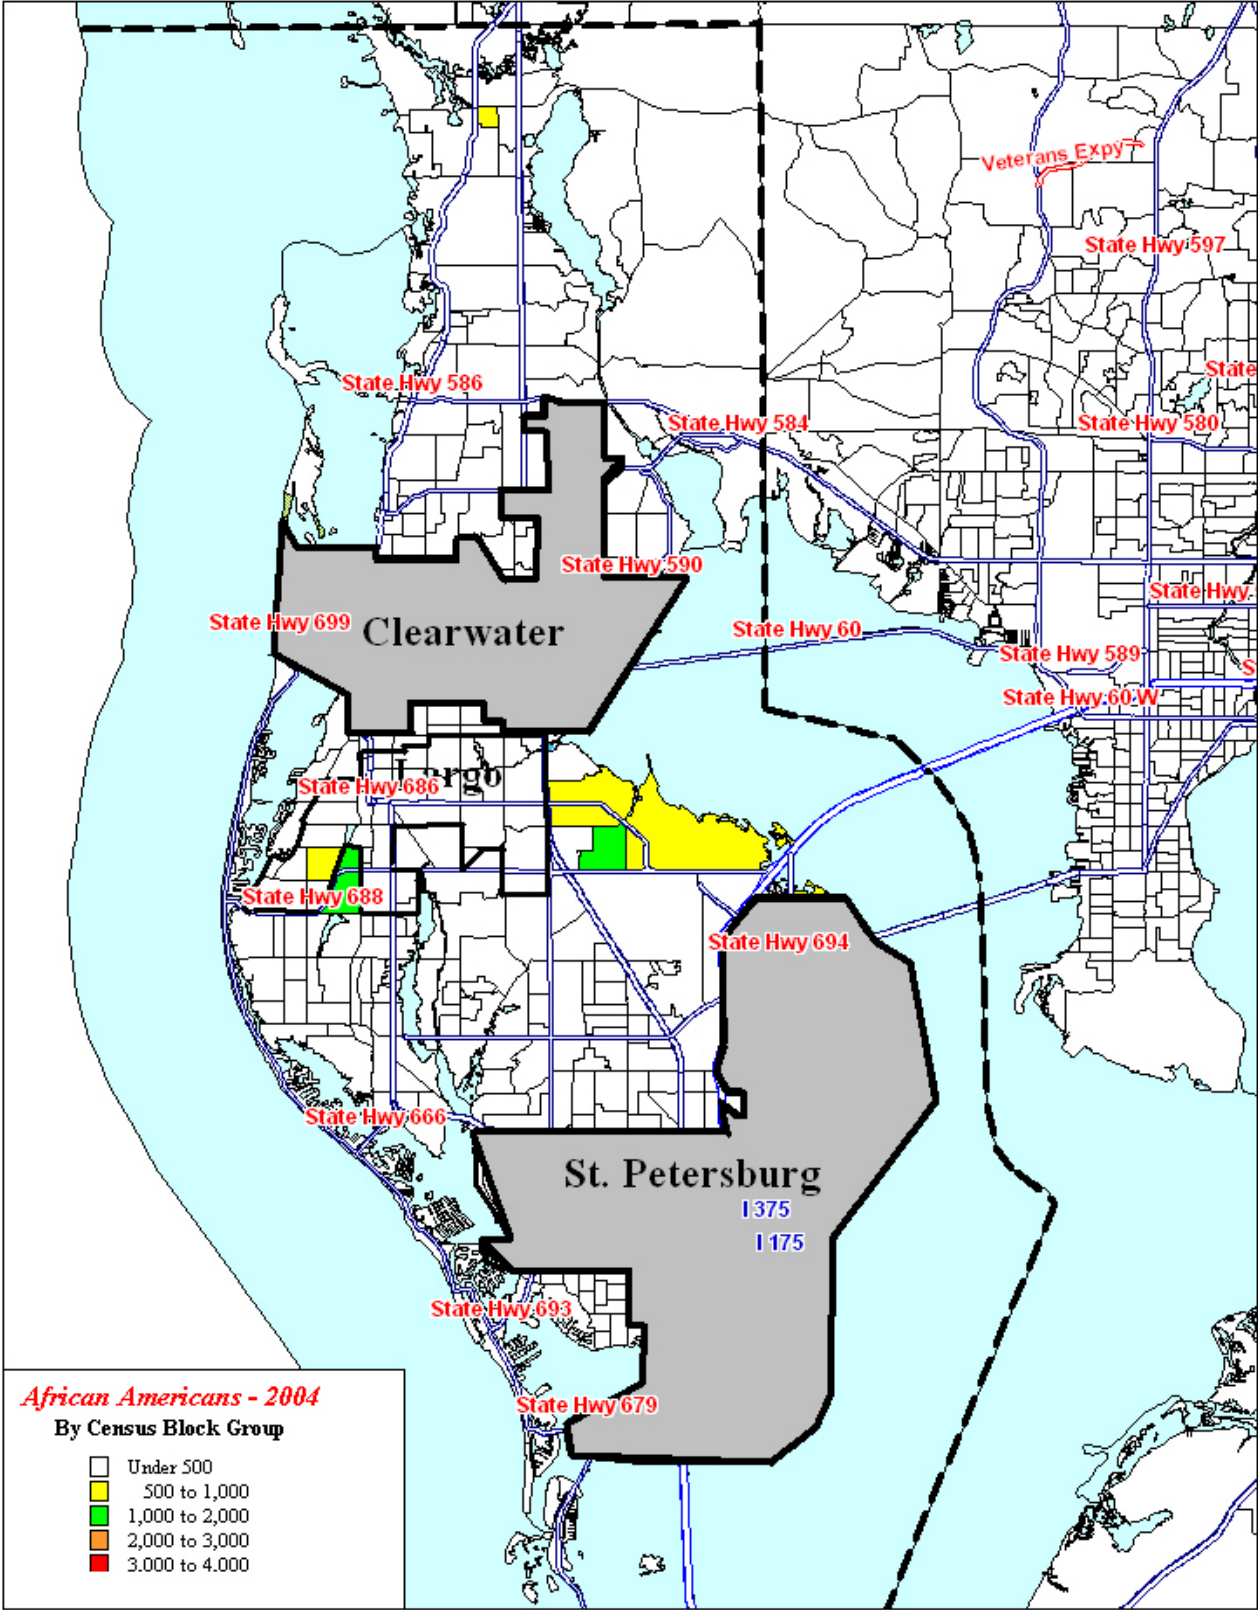 Veterans Expy
State Hwy 597
State Hwy 586
State
State Hwy 584
State Hwy 580
State Hwy 590
State Hwy
State Hwy 699
Clearwater
State Hwy 60
State Hwy 589
S
State Hwy 60 W
Largo
State Hwy 686
State Hwy 688
State Hwy 694
State Hwy 666
St. Petersburg
I 375
I 175
State Hwy 693
State Hwy 679
African Americans - 2004
By Census Block Group
Under 500
500 to 1,000
1,000 to 2,000
2,000 to 3,000
3.000 to 4.000